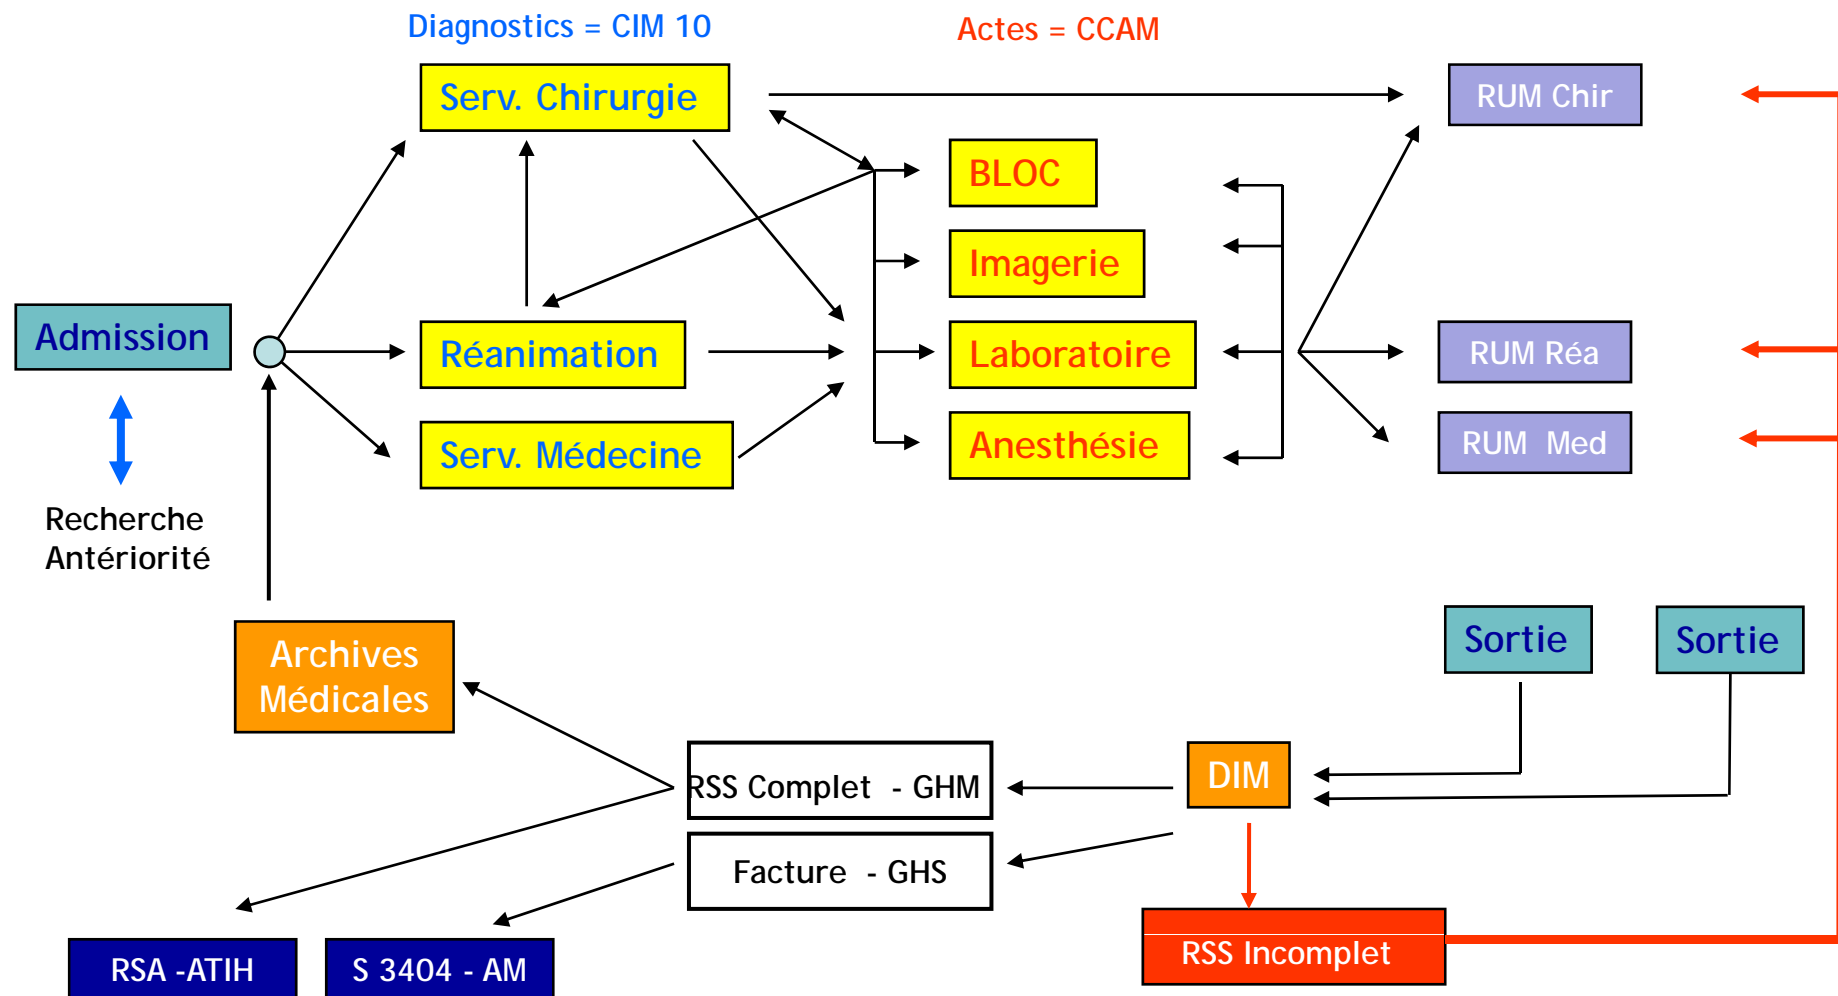 Diagnostics = CIM 10
Actes = CCAM
Serv. Chirurgie
RUM Chir
BLOC
Imagerie
Admission
Réanimation
Laboratoire
RUM Réa
Serv. Médecine
Anesthésie
RUM Med
Recherche
Antériorité
Archives
Médicales
Sortie
Sortie
RSS Complet - GHM
DIM
Facture - GHS
RSS Incomplet
RSA -ATIH
S 3404 - AM